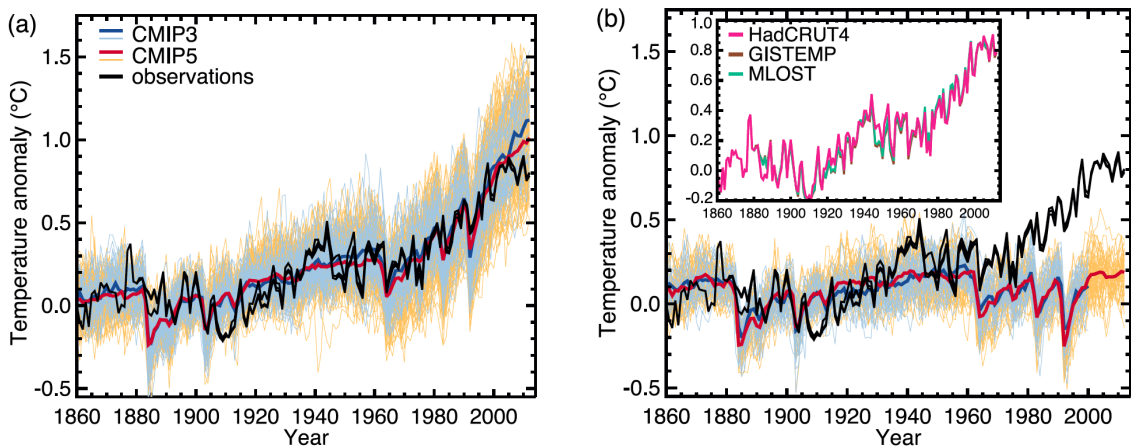 (a)
CMIP3
CMIP5
observations
Temperature anomaly (°C)
1.5
1.0
0.5
0.0
-0.5
1860 1880 1900 1920 1940 1960 1980 2000
Year
(b)
Temperature anomaly (°C)
1.5
1.0
0.5
0.0
-0.5
1860 1880 1900 1920 1940 1960 1980 2000
Year
HadCRUT4
GISTEMP
MLOST
1.0
0.8
0.6
0.4
0.2
0.0
-0.2
1860 1880 1900 1920 1940 1960 1980 2000